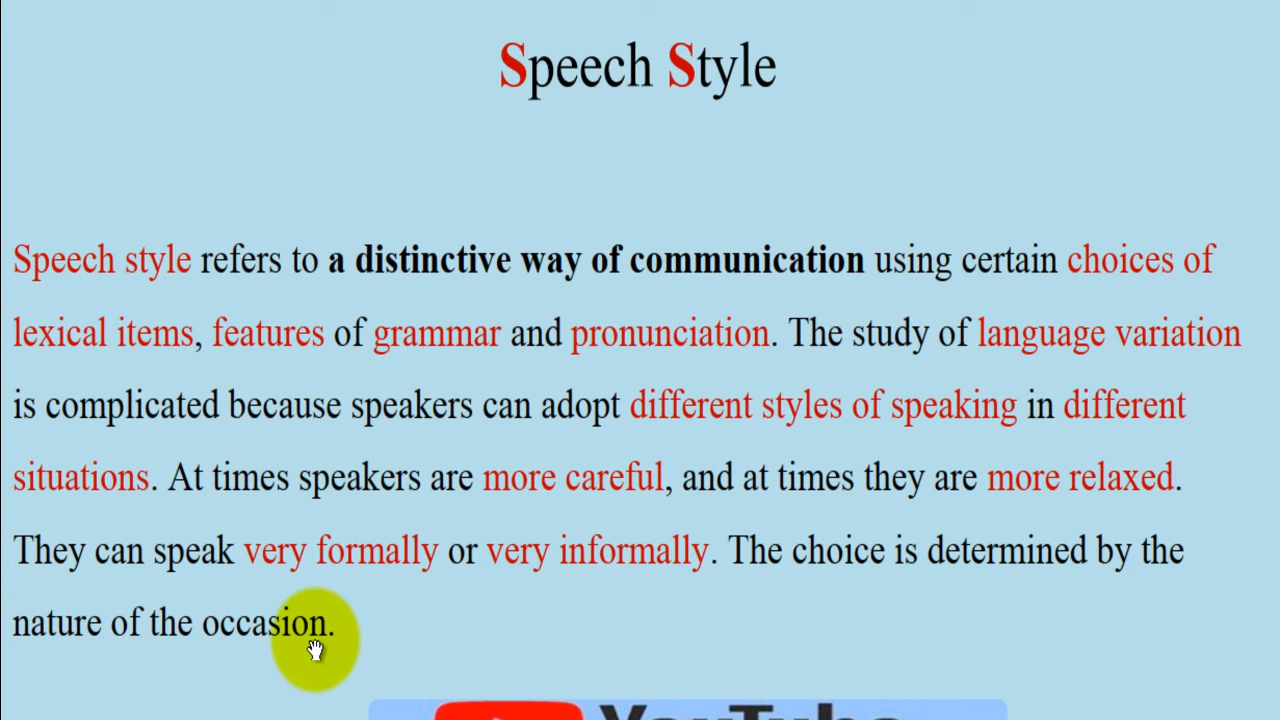 Speech Style
Speech style refers to a distinctive way of communication using certain choices of
lexical items, features of grammar and pronunciation. The study of language variation
is complicated because speakers can adopt different styles of speaking in different
situations. At times speakers are more careful, and at times they are more relaxed.
They can speak very formally or very informally. The choice is determined by the
nature of the occasion.
YouTube